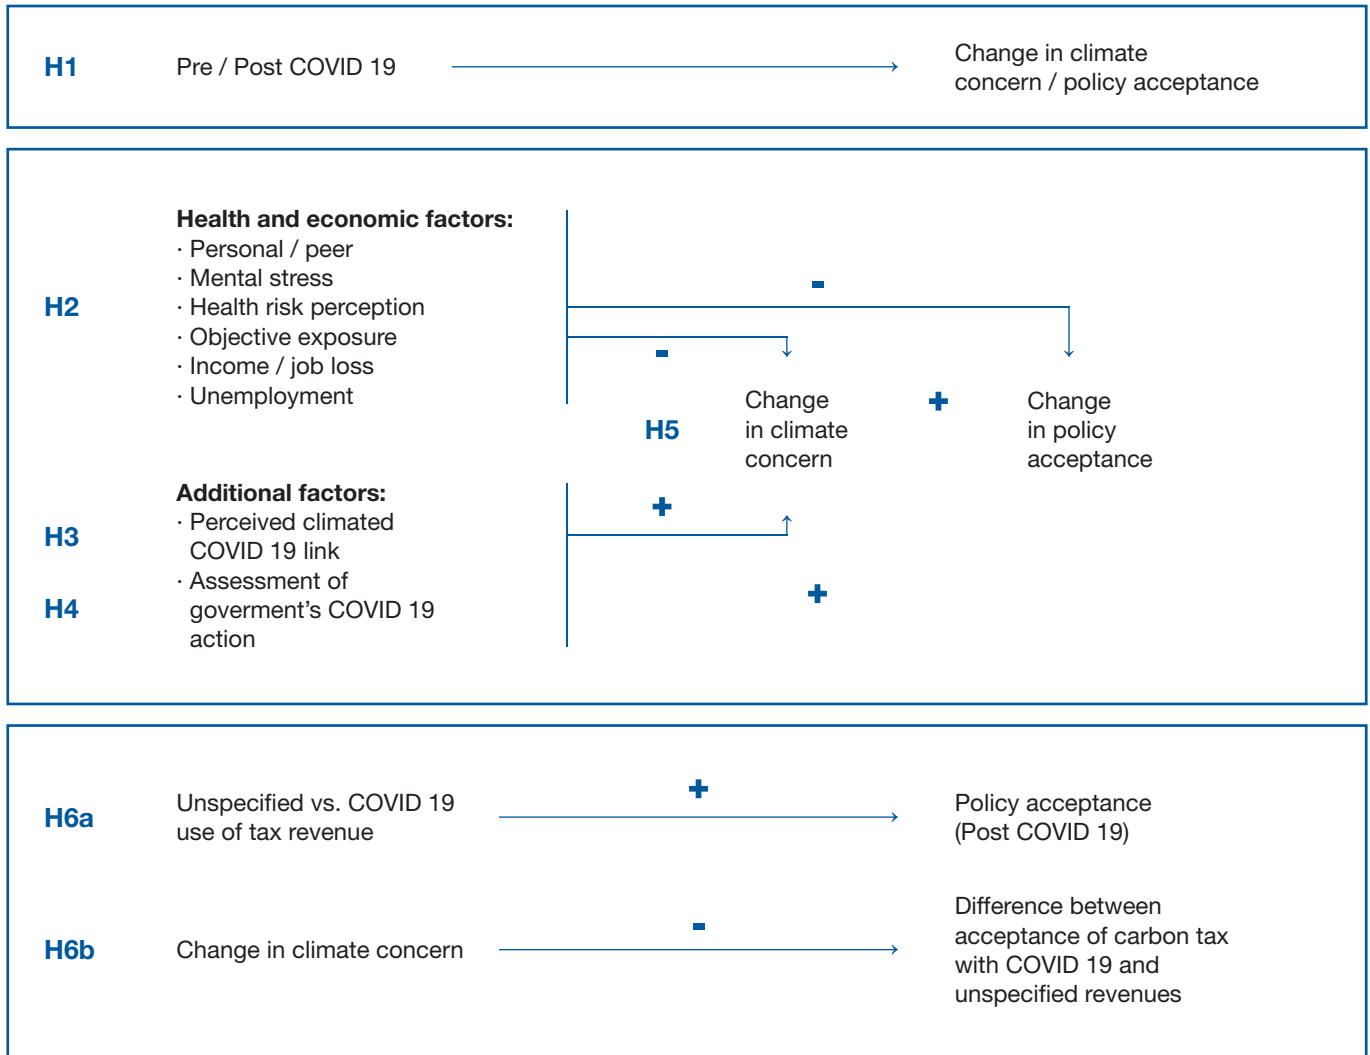 H1
Pre / Post COVID 19
Change in climate
concern / policy acceptance
H2
Health and economic factors:
· Personal / peer
· Mental stress
· Health risk perception
· Objective exposure
· Income / job loss
· Unemployment
-
-
H5
Change
in climate
concern
+
Change
in policy
acceptance
H3
H4
Additional factors:
· Perceived climated
COVID 19 link
· Assessment of
goverment’s COVID 19
action
+
+
H6a
Unspecified vs. COVID 19
use of tax revenue
+
Policy acceptance
(Post COVID 19)
H6b
Change in climate concern
-
Difference between
acceptance of carbon tax
with COVID 19 and
unspecified revenues